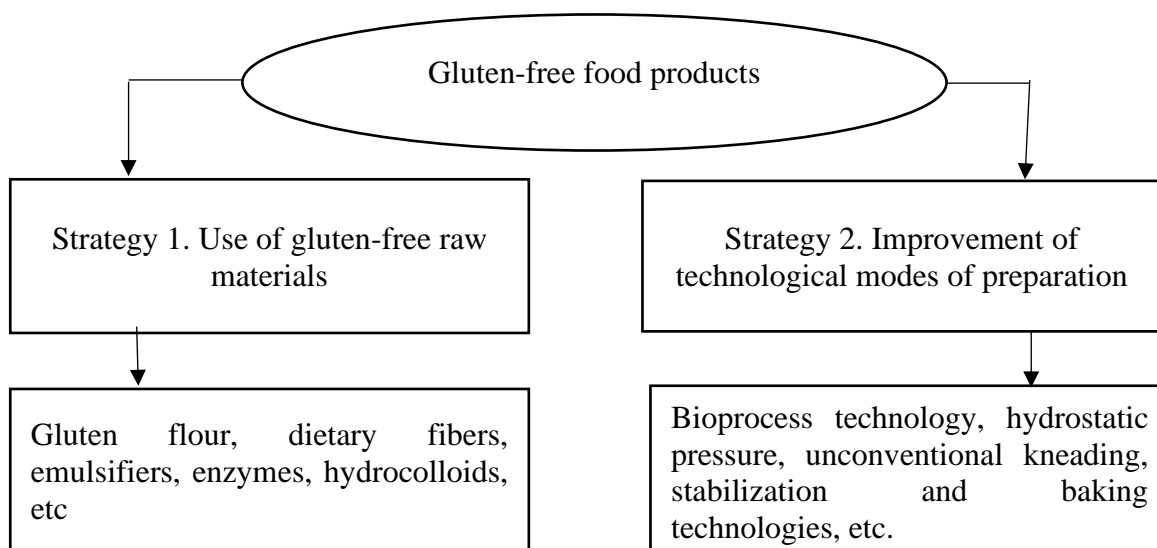 Gluten-free food products
Strategy 1. Use of gluten-free raw
materials
Strategy 2. Improvement of
technological modes of preparation
Gluten flour, dietary fibers,
emulsifiers, enzymes, hydrocolloids,
etc
Bioprocess technology, hydrostatic
pressure, unconventional kneading,
stabilization and baking
technologies, etc.